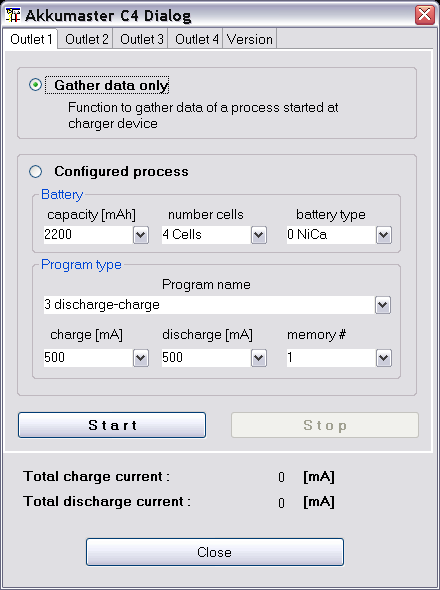 Akkumaster C4 Dialog
Outlet 1 Outlet 2 Outlet 3 Outlet 4 Version
Gather data only
Function to gather data of a process started at
charger device
Configured process
Battery
capacity [mAh] number cells battery type
2200 4 Cells 0 NiCa
Program type
Program name
3 discharge-charge
charge [mA] discharge [mA] memory #
500 500 1
Start Stop
Total charge current : 0 [mA]
Total discharge current : 0 [mA]
Close